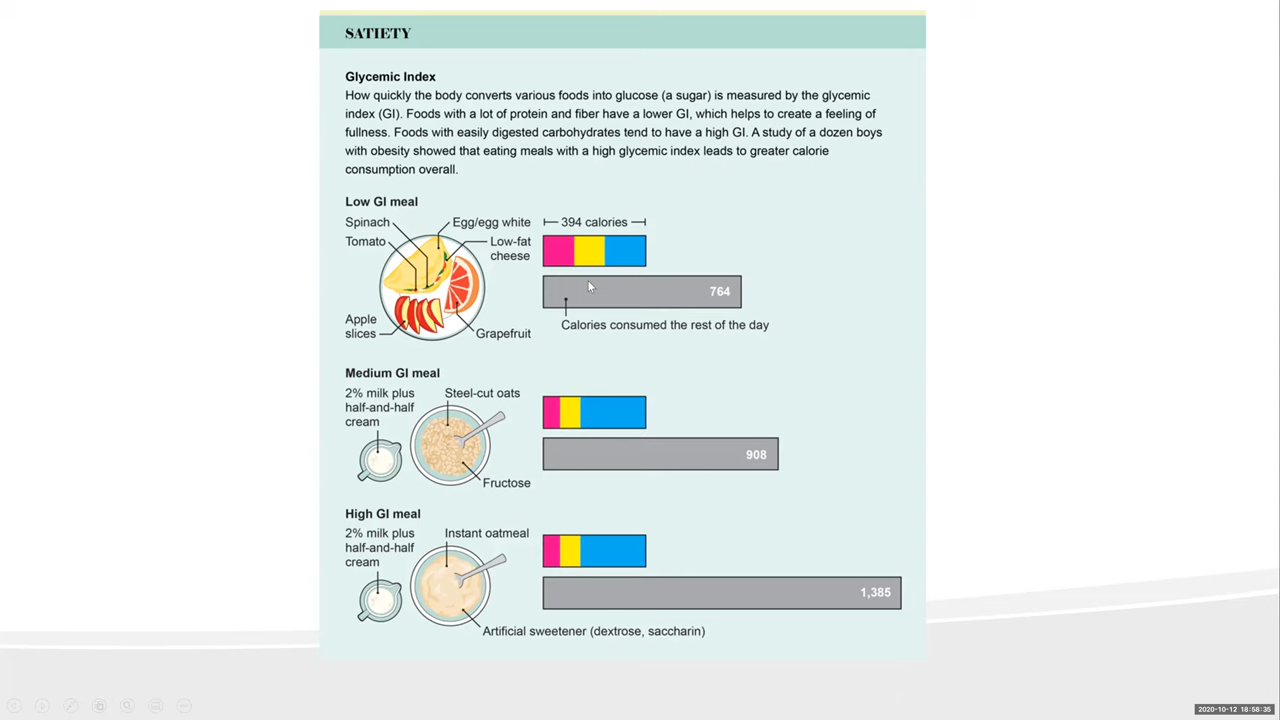 SATIETY
Glycemic Index
How quickly the body converts various foods into glucose (a sugar) is measured by the glycemic
index (GI). Foods with a lot of protein and fiber have a lower GI, which helps to create a feeling of
fullness. Foods with easily digested carbohydrates tend to have a high GI. A study of a dozen boys
with obesity showed that eating meals with a high glycemic index leads to greater calorie
consumption overall.
Low GI meal
Spinach
Tomato
Egg/egg white
Low-fat
cheese
Apple
slices
Grapefruit
394 calories
764
Calories consumed the rest of the day
Medium GI meal
2% milk plus
half-and-half
cream
Steel-cut oats
Fructose
908
High GI meal
2% milk plus
half-and-half
cream
Instant oatmeal
1,385
Artificial sweetener (dextrose, saccharin)
2020-10-12 18:58:35